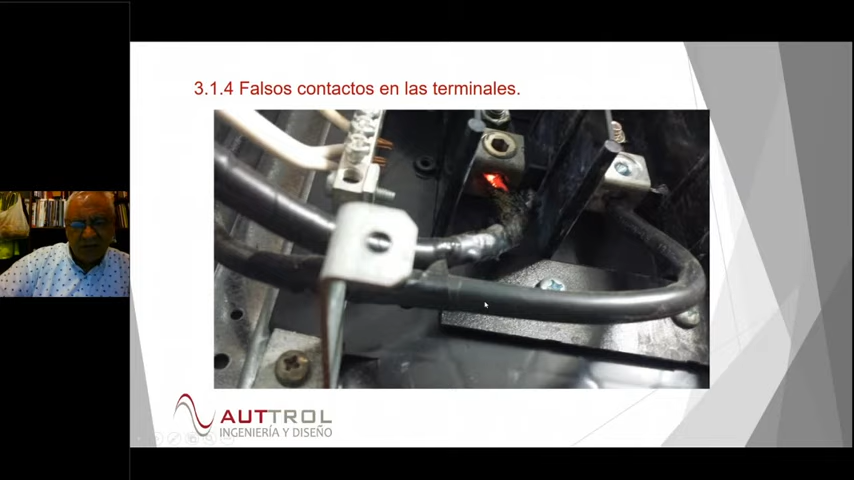 3.1.4 Falsos contactos en las terminales.
AUTTROL
INGENIERÍA Y DISEÑO